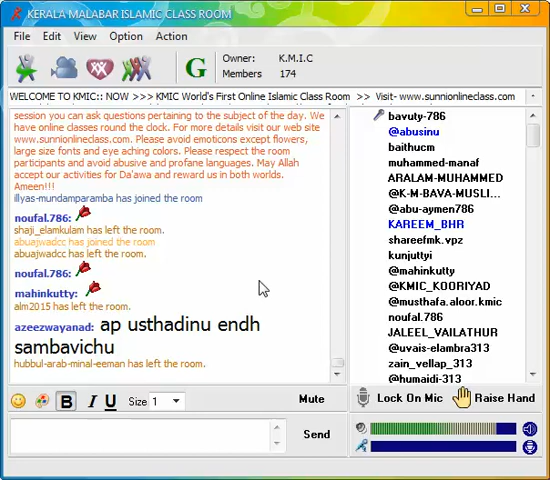 KERALA MALABAR ISLAMIC CLASS ROOM
File Edit View Option Action
G
Owner: K.M.I.C
Members 174
WELCOME TO KMIC:: NOW >>>KMIC World's First Online Islamic Class Room >> Visit- www.sunnionlineclass.com
session you can ask questions pertaining to the subject of the day. We
have online classes round the clock. For more details visit our web site
www.sunnionlineclass.com. Please avoid emoticons except flowers,
large size fonts and eye aching colors. Please respect the room
participants and avoid abusive and profane languages. May Allah
accept our activities for Da'awa and reward us in both worlds.
Ameen!!!
illyas-mundamparamba has joined the room
noufal.786:
shaji_elamkulam has left the room.
abuajwadcc has joined the room
abuajwadcc has left the room.
noufal.786:
mahinkutty:
alm2015 has left the room.
azeezwayanad: ap usthadinu endh
sambavichu
hubbul-arab-minal-eeman has left the room.
bavuty-786
@abusinu
baithucm
muhammed-manaf
ARALAM-MUHAMMED
@K-M-BAVA-MUSLI...
@abu-aymen786
KAREEM_BHR
shareefmk.vpz
kunjuttyi
@mahinkutty
@KMIC_KOORIYAD
@musthafa.aloor.kmic
noufal.786
JALEEL_VAILATHUR
@uvais-elambra313
zain_vellap_313
@humaidi-313
B I U Size 1 Mute
Lock On Mic Raise Hand
Send